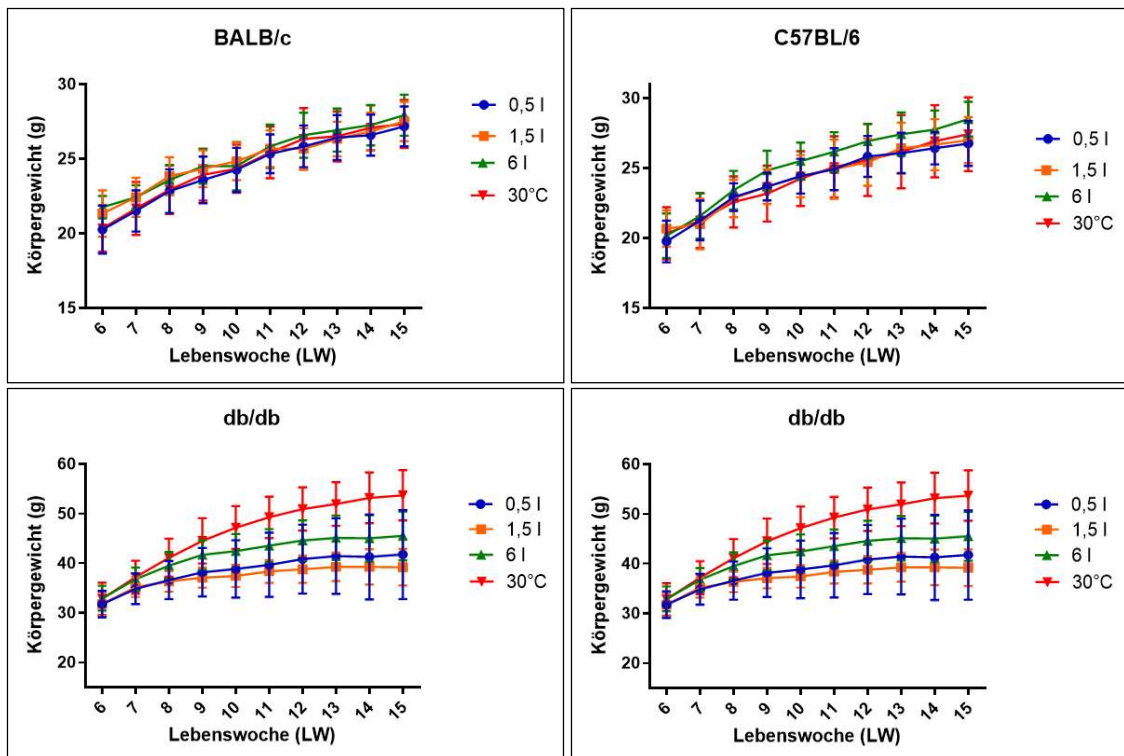 BALB/c
Körpergewicht (g)
30
25
20
15
6 7 8 9 10 11 12 13 14 15
Lebenswoche (LW)
0,5 l
1,5 l
6 l
30°C
C57BL/6
Körpergewicht (g)
30
25
20
15
6 7 8 9 10 11 12 13 14 15
Lebenswoche (LW)
0,5 l
1,5 l
6 l
30°C
db/db
Körpergewicht (g)
60
50
40
30
20
6 7 8 9 10 11 12 13 14 15
Lebenswoche (LW)
0,5 l
1,5 l
6 l
30°C
db/db
Körpergewicht (g)
60
50
40
30
20
6 7 8 9 10 11 12 13 14 15
Lebenswoche (LW)
0,5 l
1,5 l
6 l
30°C